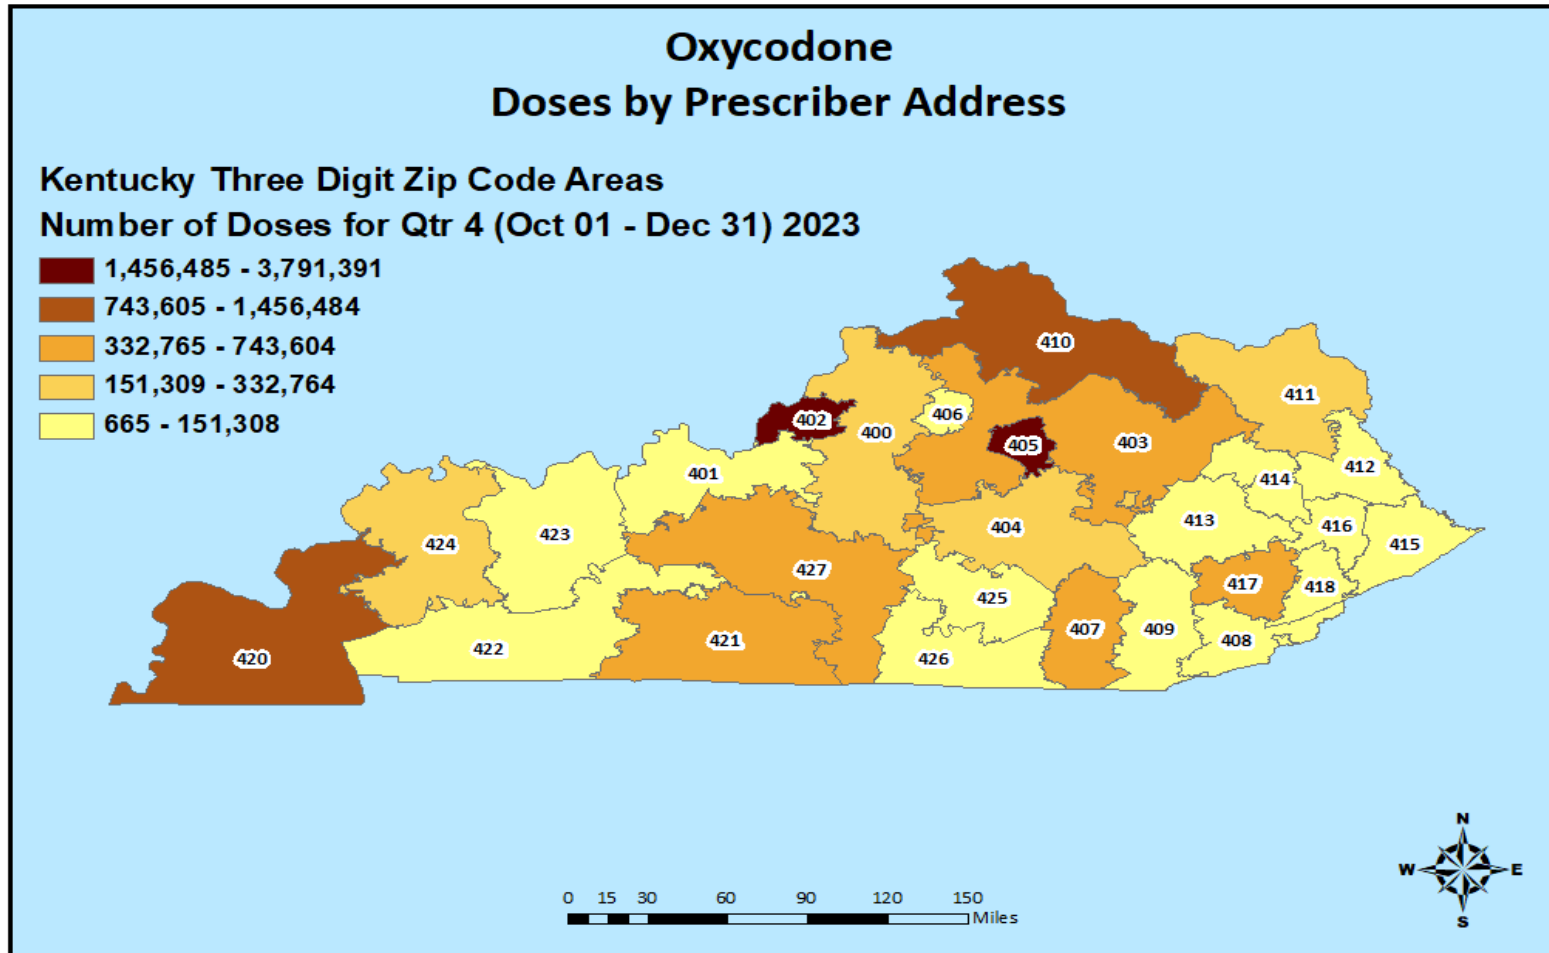 Oxycodone
Doses by Prescriber Address
Kentucky Three Digit Zip Code Areas
Number of Doses for Qtr 4 (Oct 01 - Dec 31) 2023
1,456,485 - 3,791,391
743,605 - 1,456,484
332,765 - 743,604
151,309 - 332,764
665 - 151,308
410
411
406
402
400
405
403
401
412
414
413
416
415
423
424
404
427
417
418
425
407
409
408
421
422
426
420
N
W E
S
0 15 30 60 90 120 150
Miles